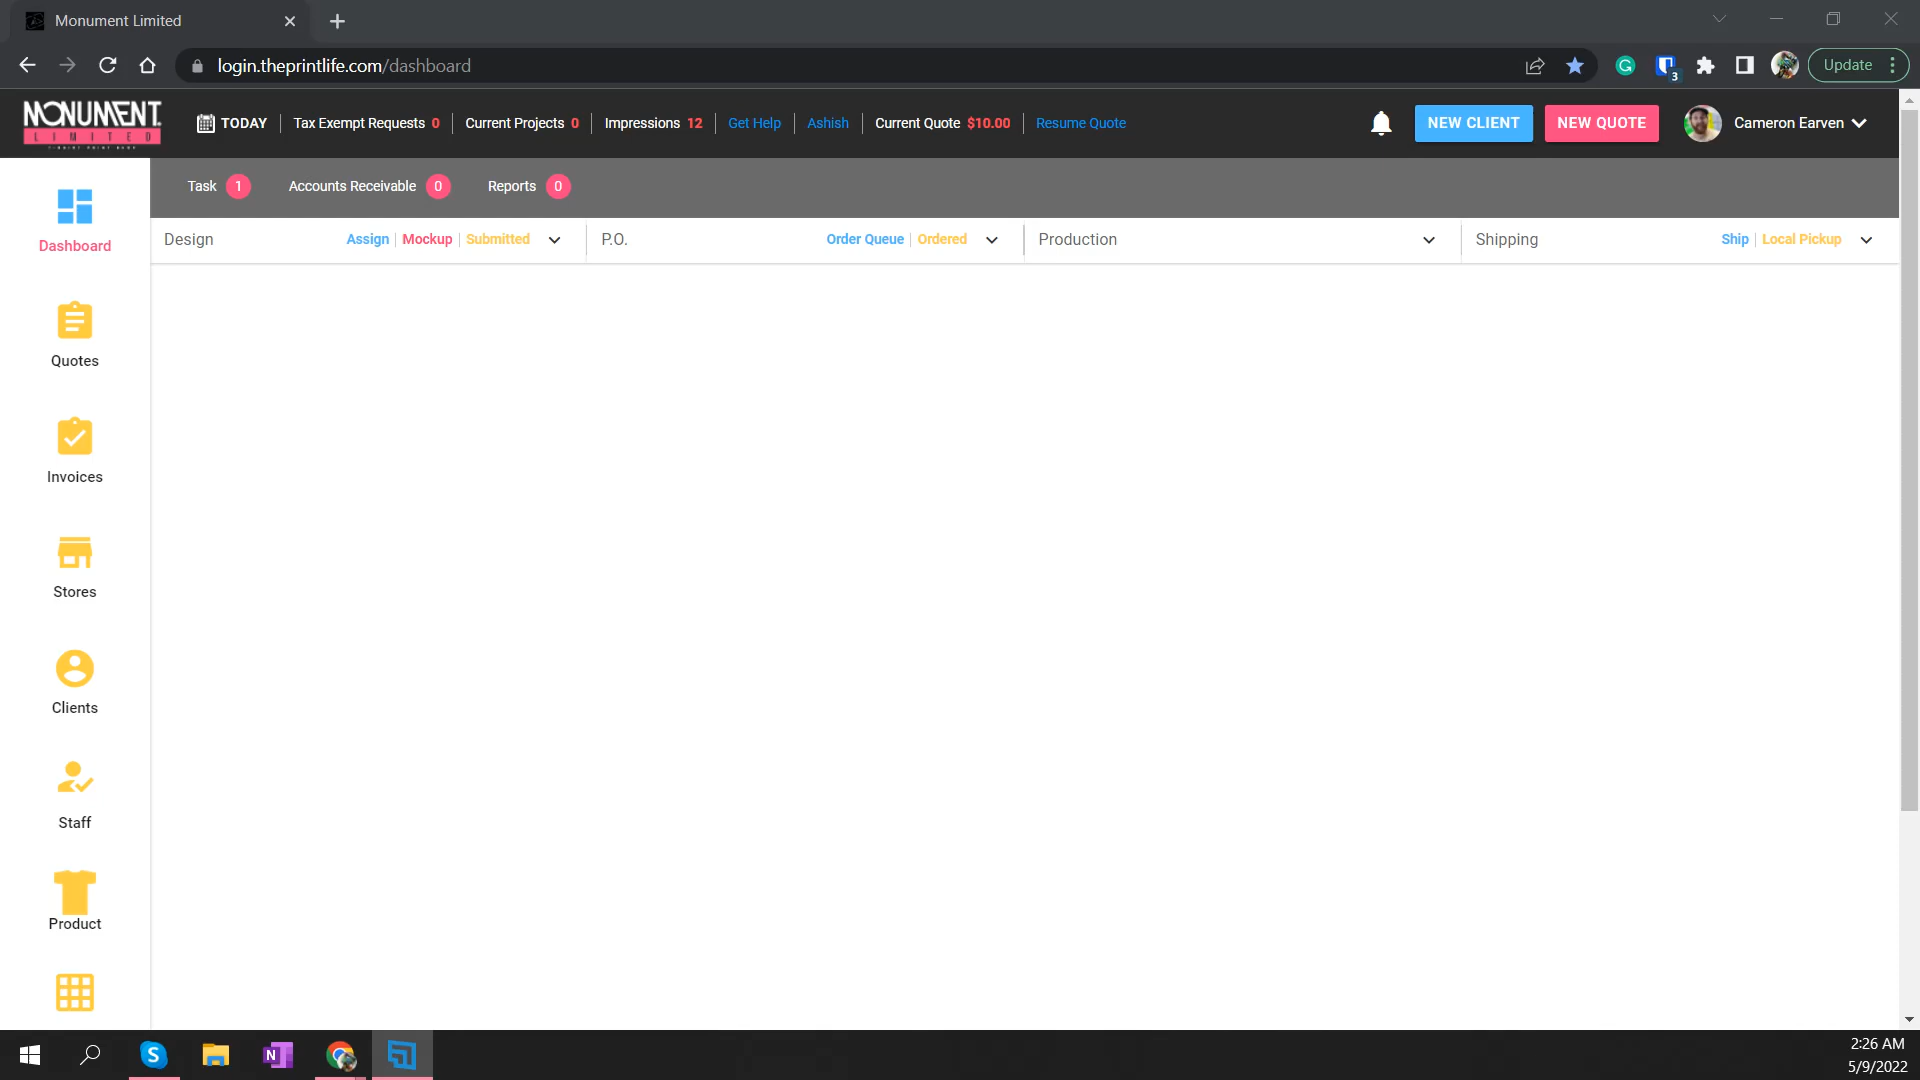 Monument Limited
login.theprintlife.com/dashboard
3
Update
MONUMENT
LIMITED
TODAY Tax Exempt Requests 0 Current Projects 0 Impressions 12 Get Help Ashish Current Quote $10.00 Resume Quote NEW CLIENT NEW QUOTE Cameron Earven
Task 1 Accounts Receivable 0 Reports 0
Design Assign Mockup Submitted P.O. Order Queue Ordered Production Shipping Ship Local Pickup
Dashboard
Quotes
Invoices
Stores
Clients
Staff
Product
S N
2:26 AM
5/9/2022